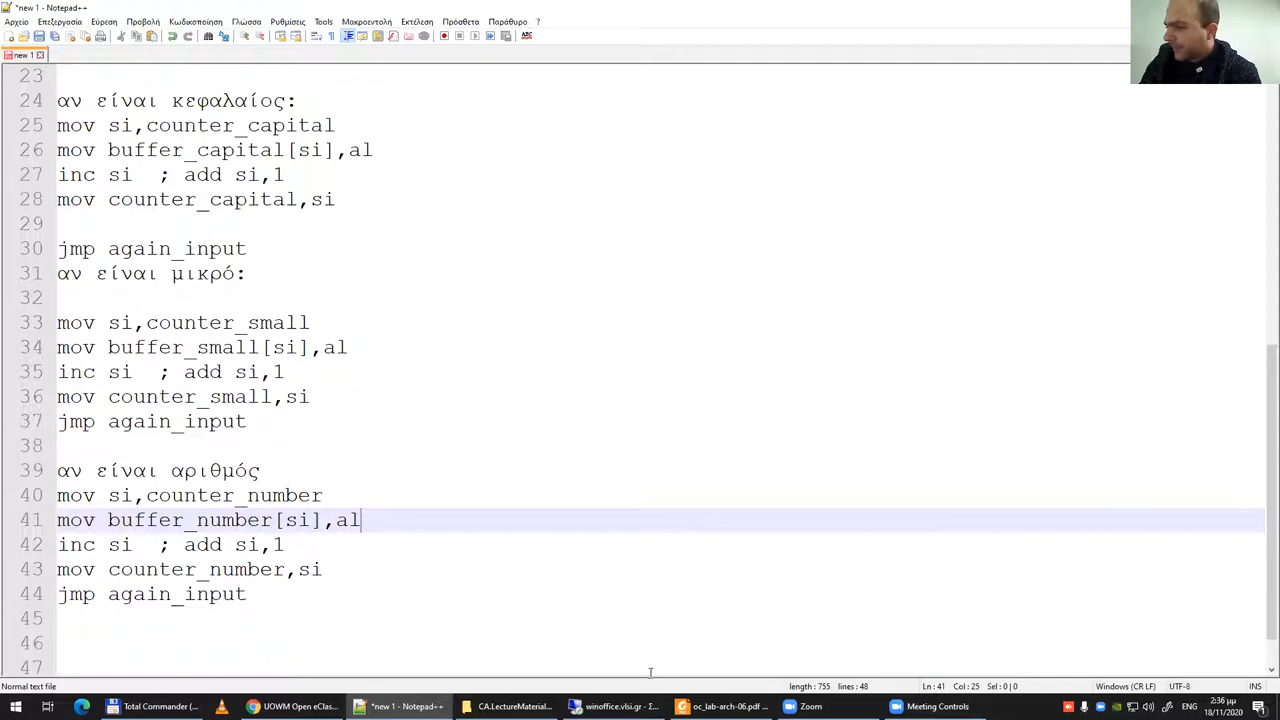 *new 1 - Notepad++
Αρχείο Επεξεργασία Εύρεση Προβολή Κωδικοποίηση Γλώσσα Ρυθμίσεις Tools Μακροεντολή Εκτέλεση Πρόσθετα Παράθυρο ?
new 1
23
24 αν είναι κεφαλαίος:
25 mov si,counter_capital
26 mov buffer_capital[si],al
27 inc si ; add si,1
28 mov counter_capital,si
29
30 jmp again_input
31 αν είναι μικρό:
32
33 mov si,counter_small
34 mov buffer_small[si],al
35 inc si ; add si,1
36 mov counter_small,si
37 jmp again_input
38
39 αν είναι αριθμός
40 mov si,counter_number
41 mov buffer_number[si],al
42 inc si ; add si,1
43 mov counter_number,si
44 jmp again_input
45
46
47
Normal text file length : 755 lines : 48 Ln : 41 Col : 25 Sel : 0 | 0 Windows (CR LF) UTF-8 INS
Total Commander (... UOWM Open eClass... *new 1 - Notepad++ CA.LectureMaterial... winoffice.vlsi.gr - Σ... oc_lab-arch-06.pdf ... Zoom Meeting Controls 2:36 μμ
18/11/2020